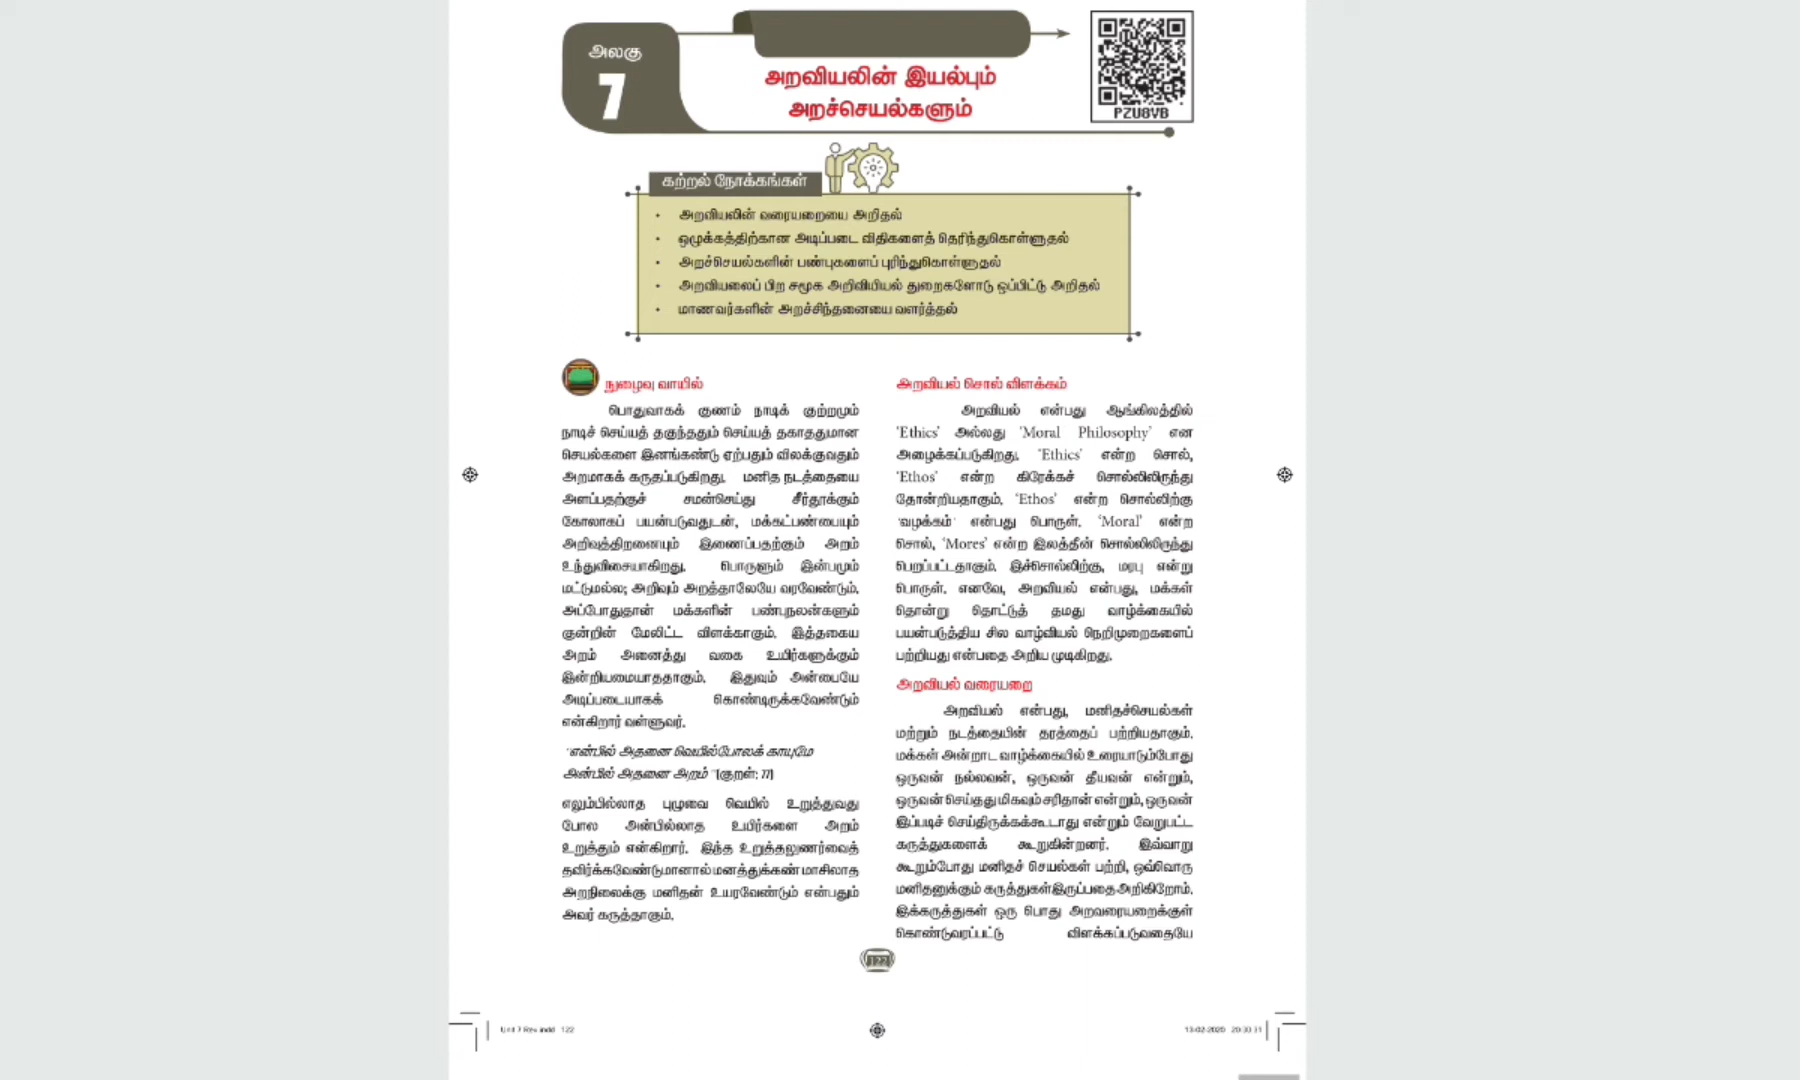 அலகு
7
அறவியலின் இயல்பும்
அறச்செயல்களும்
PZU8VB
கற்றல் நோக்கங்கள்
• அறவியலின் வரையறையை அறிதல்
• ஒழுக்கத்திற்கான அடிப்படை விதிகளைத் தெரிந்துகொள்ளுதல்
• அறச்செயல்களின் பண்புகளைப் புரிந்துகொள்ளுதல்
• அறவியலைப் பிற சமூக அறிவியியல் துறைகளோடு ஒப்பிட்டு அறிதல்
• மாணவர்களின் அறச்சிந்தனையை வளர்த்தல்
நுழைவு வாயில்
பொதுவாகக் குணம் நாடிக் குற்றமும்
நாடிச் செய்யத் தகுந்ததும் செய்யத் தகாததுமான
செயல்களை இனங்கண்டு ஏற்பதும் விலக்குவதும்
அறமாகக் கருதப்படுகிறது. மனித நடத்தையை
அளப்பதற்குச் சமன்செய்து சீர்தூக்கும்
கோலாகப் பயன்படுவதுடன், மக்கட்பண்பையும்
அறிவுத்திறனையும் இணைப்பதற்கும் அறம்
உந்துவிசையாகிறது. பொருளும் இன்பமும்
மட்டுமல்ல; அறிவும் அறத்தாலேயே வரவேண்டும்.
அப்போதுதான் மக்களின் பண்புநலன்களும்
குன்றின் மேலிட்ட விளக்காகும். இத்தகைய
அறம் அனைத்து வகை உயிர்களுக்கும்
இன்றியமையாததாகும். இதுவும் அன்பையே
அடிப்படையாகக் கொண்டிருக்கவேண்டும்
என்கிறார் வள்ளுவர்.
“என்பில் அதனை வெயில்போலக் காயுமே
அன்பில் அதனை அறம்” (குறள்: 77)
எலும்பில்லாத புழுவை வெயில் உறுத்துவது
போல அன்பில்லாத உயிர்களை அறம்
உறுத்தும் என்கிறார். இந்த உறுத்தலுணர்வைத்
தவிர்க்கவேண்டுமானால் மனத்துக்கண் மாசிலாத
அறநிலைக்கு மனிதன் உயரவேண்டும் என்பதும்
அவர் கருத்தாகும்.
அறவியல் சொல் விளக்கம்
அறவியல் என்பது ஆங்கிலத்தில்
‘Ethics’ அல்லது ‘Moral Philosophy’ என
அழைக்கப்படுகிறது. ‘Ethics’ என்ற சொல்,
‘Ethos’ என்ற கிரேக்கச் சொல்லிலிருந்து
தோன்றியதாகும். ‘Ethos’ என்ற சொல்லிற்கு
‘வழக்கம்’ என்பது பொருள். ‘Moral’ என்ற
சொல், ‘Mores’ என்ற இலத்தீன் சொல்லிலிருந்து
பெறப்பட்டதாகும். இச்சொல்லிற்கு, மரபு என்று
பொருள். எனவே, அறவியல் என்பது, மக்கள்
தொன்று தொட்டுத் தமது வாழ்க்கையில்
பயன்படுத்திய சில வாழ்வியல் நெறிமுறைகளைப்
பற்றியது என்பதை அறிய முடிகிறது.
அறவியல் வரையறை
அறவியல் என்பது, மனிதச்செயல்கள்
மற்றும் நடத்தையின் தரத்தைப் பற்றியதாகும்.
மக்கள் அன்றாட வாழ்க்கையில் உரையாடும்போது
ஒருவன் நல்லவன், ஒருவன் தீயவன் என்றும்,
ஒருவன் செய்தது மிகவும் சரிதான் என்றும், ஒருவன்
இப்படிச் செய்திருக்கக்கூடாது என்றும் வேறுபட்ட
கருத்துகளைக் கூறுகின்றனர். இவ்வாறு
கூறும்போது மனிதச் செயல்கள் பற்றி, ஒவ்வொரு
மனிதனுக்கும் கருத்துகள் இருப்பதை அறிகிறோம்.
இக்கருத்துகள் ஒரு பொது அறவரையறைக்குள்
கொண்டுவரப்பட்டு விளக்கப்படுவதையே
122
Unit 7 Rev.indd 122
13-02-2020 20:33:31